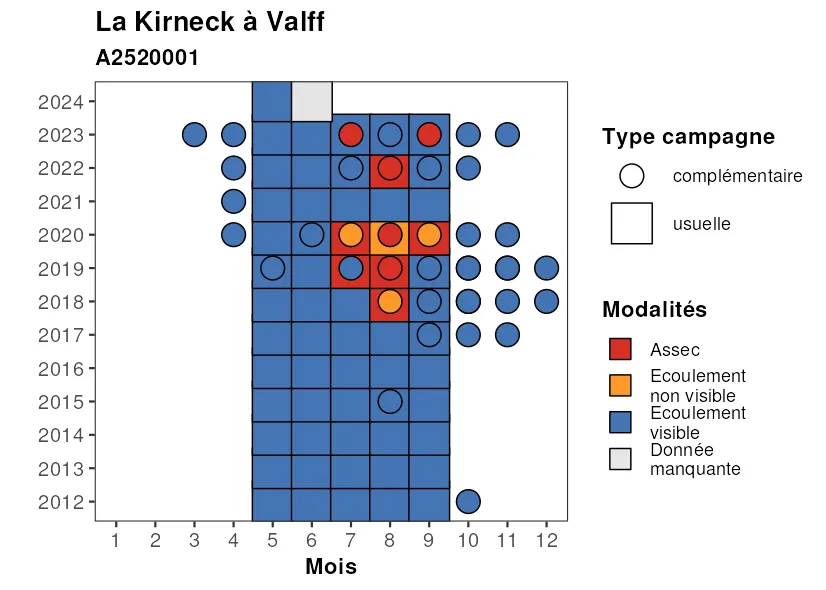 La Kirneck à Valff
A2520001
2024
2023
2022
2021
2020
2019
2018
2017
2016
2015
2014
2013
2012
1 2 3 4 5 6 7 8 9 10 11 12
Mois
Type campagne
complémentaire
usuelle
Modalités
Assec
Ecoulement
non visible
Ecoulement
visible
Donnée
manquante